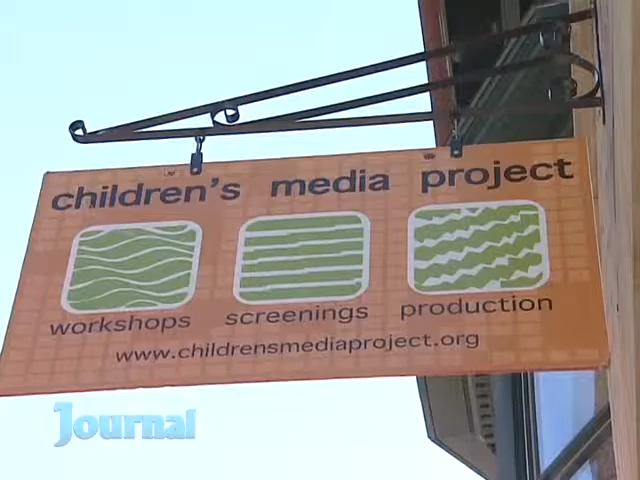 children's media project
workshops screenings production
www.childrensmediaproject.org
Journal